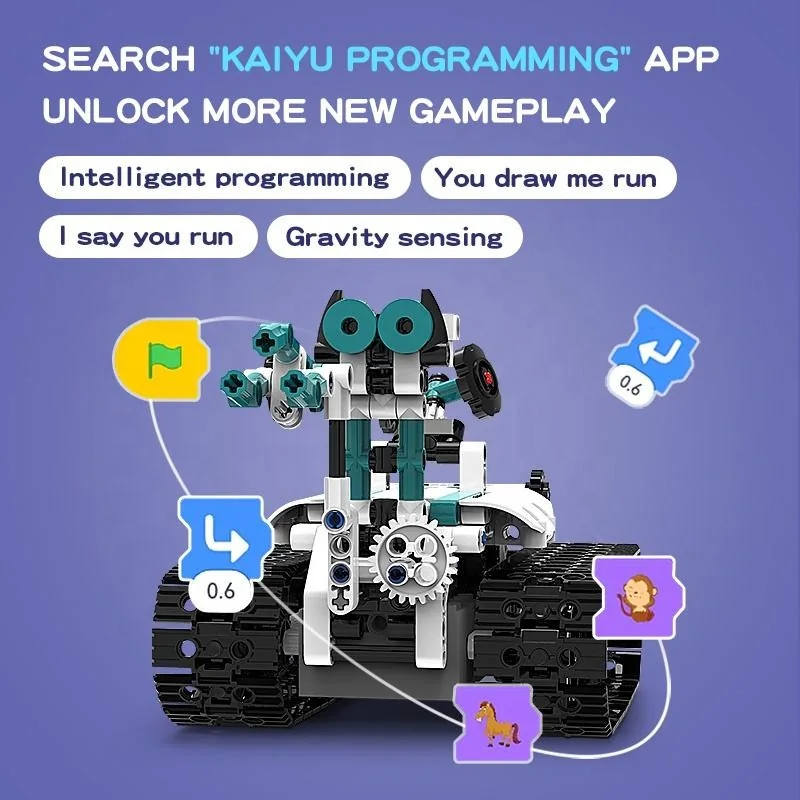 SEARCH "KAIYU PROGRAMMING" APP
UNLOCK MORE NEW GAMEPLAY
Intelligent programming
You draw me run
I say you run
Gravity sensing
0.6
0.6